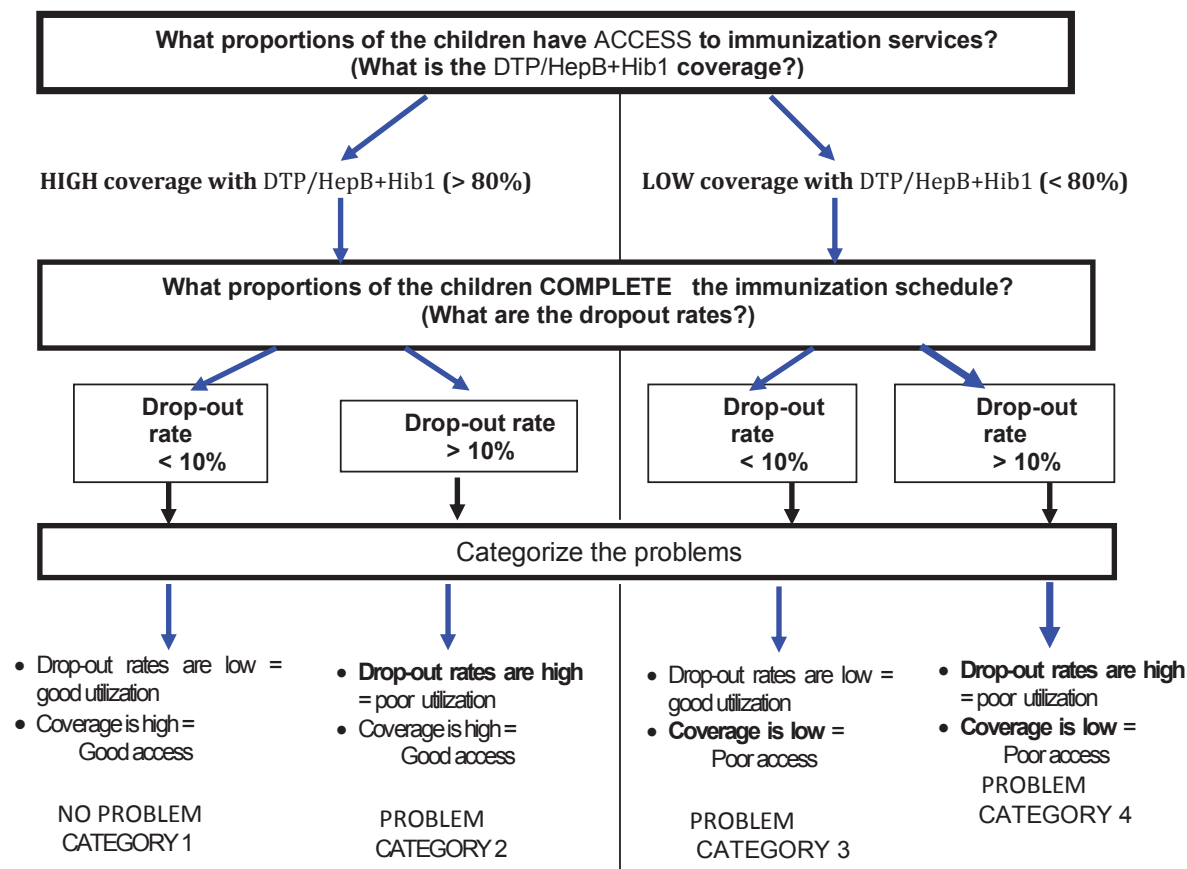 What proportions of the children have ACCESS to immunization services?
(What is the DTP/HepB+Hib1 coverage?)
HIGH coverage with DTP/HepB+Hib1 (> 80%)
LOW coverage with DTP/HepB+Hib1 (< 80%)
What proportions of the children COMPLETE the immunization schedule?
(What are the dropout rates?)
Drop-out
rate
< 10%
Drop-out rate
> 10%
Drop-out
rate
< 10%
Drop-out
rate
> 10%
Categorize the problems
• Drop-out rates are low =
good utilization
• Coverage is high =
Good access
NO PROBLEM
CATEGORY 1
• Drop-out rates are high
= poor utilization
• Coverage is high =
Good access
PROBLEM
CATEGORY 2
• Drop-out rates are low =
good utilization
• Coverage is low =
Poor access
PROBLEM
CATEGORY 3
• Drop-out rates are high
= poor utilization
• Coverage is low =
Poor access
PROBLEM
CATEGORY 4